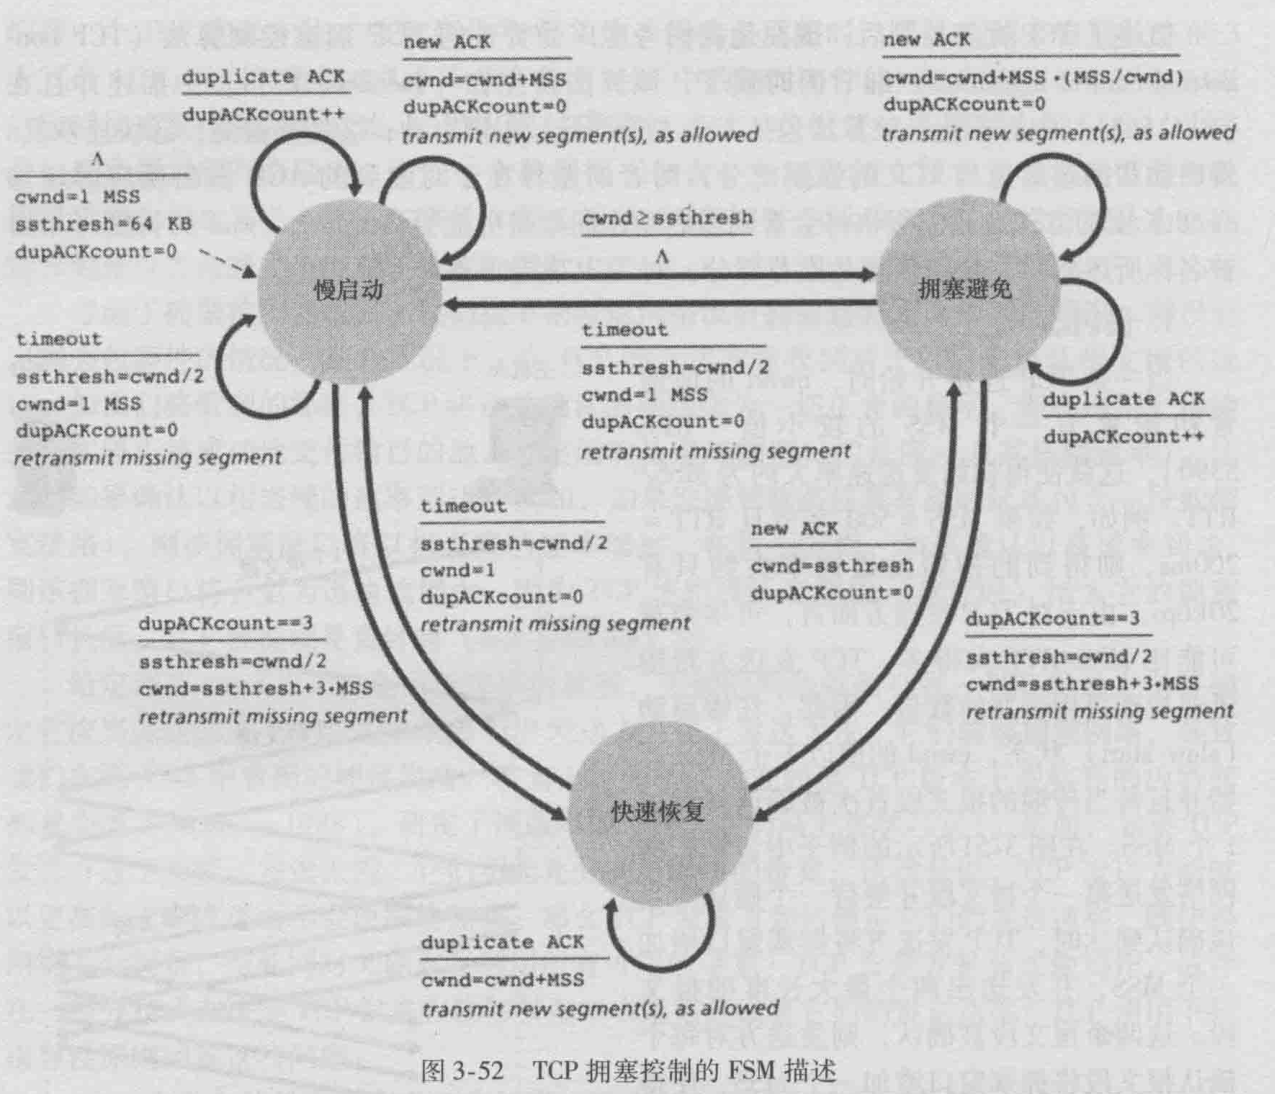 new ACK
cwnd=cwnd+MSS
dupACKcount=0
transmit new segment(s), as allowed
new ACK
cwnd=cwnd+MSS·(MSS/cwnd)
dupACKcount=0
transmit new segment(s), as allowed
duplicate ACK
dupACKcount++
Λ
cwnd=1 MSS
ssthresh=64 KB
dupACKcount=0
cwnd≥ssthresh
Λ
慢启动
拥塞避免
timeout
ssthresh=cwnd/2
cwnd=1 MSS
dupACKcount=0
retransmit missing segment
timeout
ssthresh=cwnd/2
cwnd=1 MSS
dupACKcount=0
retransmit missing segment
duplicate ACK
dupACKcount++
timeout
ssthresh=cwnd/2
cwnd=1
dupACKcount=0
retransmit missing segment
new ACK
cwnd=ssthresh
dupACKcount=0
dupACKcount==3
ssthresh=cwnd/2
cwnd=ssthresh+3·MSS
retransmit missing segment
dupACKcount==3
ssthresh=cwnd/2
cwnd=ssthresh+3·MSS
retransmit missing segment
快速恢复
duplicate ACK
cwnd=cwnd+MSS
transmit new segment(s), as allowed
图 3-52 TCP 拥塞控制的 FSM 描述